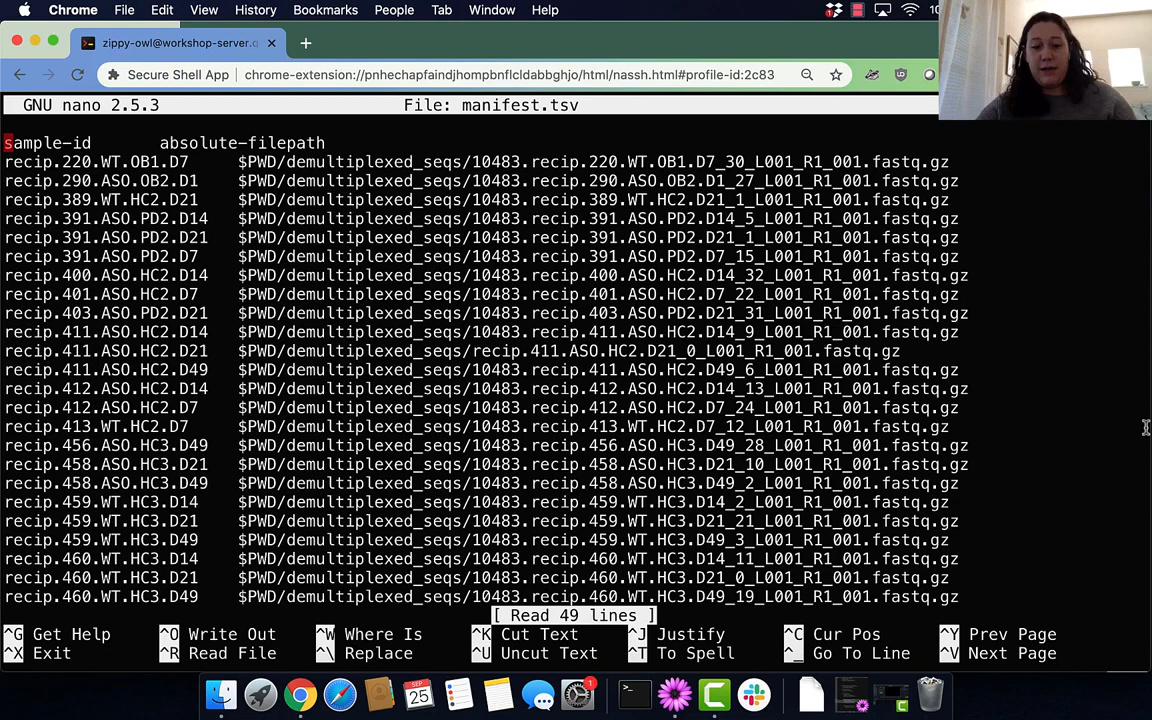 Chrome File Edit View History Bookmarks People Tab Window Help 10
zippy-owl@workshop-server.q
Secure Shell App chrome-extension://pnhechapfaindjhompbnflcldabbghjo/html/nassh.html#profile-id:2c83
GNU nano 2.5.3 File: manifest.tsv
sample-id absolute-filepath
recip.220.WT.OB1.D7 $PWD/demultiplexed_seqs/10483.recip.220.WT.OB1.D7_30_L001_R1_001.fastq.gz
recip.290.ASO.OB2.D1 $PWD/demultiplexed_seqs/10483.recip.290.ASO.OB2.D1_27_L001_R1_001.fastq.gz
recip.389.WT.HC2.D21 $PWD/demultiplexed_seqs/10483.recip.389.WT.HC2.D21_1_L001_R1_001.fastq.gz
recip.391.ASO.PD2.D14 $PWD/demultiplexed_seqs/10483.recip.391.ASO.PD2.D14_5_L001_R1_001.fastq.gz
recip.391.ASO.PD2.D21 $PWD/demultiplexed_seqs/10483.recip.391.ASO.PD2.D21_1_L001_R1_001.fastq.gz
recip.391.ASO.PD2.D7 $PWD/demultiplexed_seqs/10483.recip.391.ASO.PD2.D7_15_L001_R1_001.fastq.gz
recip.400.ASO.HC2.D14 $PWD/demultiplexed_seqs/10483.recip.400.ASO.HC2.D14_32_L001_R1_001.fastq.gz
recip.401.ASO.HC2.D7 $PWD/demultiplexed_seqs/10483.recip.401.ASO.HC2.D7_22_L001_R1_001.fastq.gz
recip.403.ASO.PD2.D21 $PWD/demultiplexed_seqs/10483.recip.403.ASO.PD2.D21_31_L001_R1_001.fastq.gz
recip.411.ASO.HC2.D14 $PWD/demultiplexed_seqs/10483.recip.411.ASO.HC2.D14_9_L001_R1_001.fastq.gz
recip.411.ASO.HC2.D21 $PWD/demultiplexed_seqs/recip.411.ASO.HC2.D21_0_L001_R1_001.fastq.gz
recip.411.ASO.HC2.D49 $PWD/demultiplexed_seqs/10483.recip.411.ASO.HC2.D49_6_L001_R1_001.fastq.gz
recip.412.ASO.HC2.D14 $PWD/demultiplexed_seqs/10483.recip.412.ASO.HC2.D14_13_L001_R1_001.fastq.gz
recip.412.ASO.HC2.D7 $PWD/demultiplexed_seqs/10483.recip.412.ASO.HC2.D7_24_L001_R1_001.fastq.gz
recip.413.WT.HC2.D7 $PWD/demultiplexed_seqs/10483.recip.413.WT.HC2.D7_12_L001_R1_001.fastq.gz
recip.456.ASO.HC3.D49 $PWD/demultiplexed_seqs/10483.recip.456.ASO.HC3.D49_28_L001_R1_001.fastq.gz
recip.458.ASO.HC3.D21 $PWD/demultiplexed_seqs/10483.recip.458.ASO.HC3.D21_10_L001_R1_001.fastq.gz
recip.458.ASO.HC3.D49 $PWD/demultiplexed_seqs/10483.recip.458.ASO.HC3.D49_2_L001_R1_001.fastq.gz
recip.459.WT.HC3.D14 $PWD/demultiplexed_seqs/10483.recip.459.WT.HC3.D14_2_L001_R1_001.fastq.gz
recip.459.WT.HC3.D21 $PWD/demultiplexed_seqs/10483.recip.459.WT.HC3.D21_21_L001_R1_001.fastq.gz
recip.459.WT.HC3.D49 $PWD/demultiplexed_seqs/10483.recip.459.WT.HC3.D49_3_L001_R1_001.fastq.gz
recip.460.WT.HC3.D14 $PWD/demultiplexed_seqs/10483.recip.460.WT.HC3.D14_11_L001_R1_001.fastq.gz
recip.460.WT.HC3.D21 $PWD/demultiplexed_seqs/10483.recip.460.WT.HC3.D21_0_L001_R1_001.fastq.gz
recip.460.WT.HC3.D49 $PWD/demultiplexed_seqs/10483.recip.460.WT.HC3.D49_19_L001_R1_001.fastq.gz
[ Read 49 lines ]
^G Get Help ^O Write Out ^W Where Is ^K Cut Text ^J Justify ^C Cur Pos ^Y Prev Page
^X Exit ^R Read File ^\ Replace ^U Uncut Text ^T To Spell ^_ Go To Line ^V Next Page
SEP
25
1